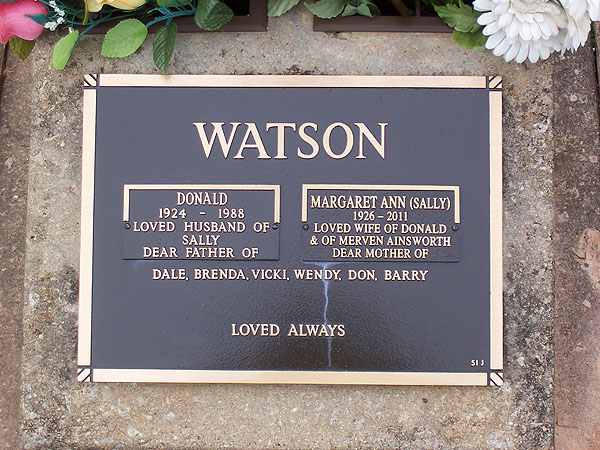 WATSON
DONALD
1924 - 1988
LOVED HUSBAND OF
SALLY
DEAR FATHER OF
MARGARET ANN (SALLY)
1926 - 2011
LOVED WIFE OF DONALD
& OF MERVEN AINSWORTH
DEAR MOTHER OF
DALE, BRENDA, VICKI, WENDY, DON, BARRY
LOVED ALWAYS
51 J